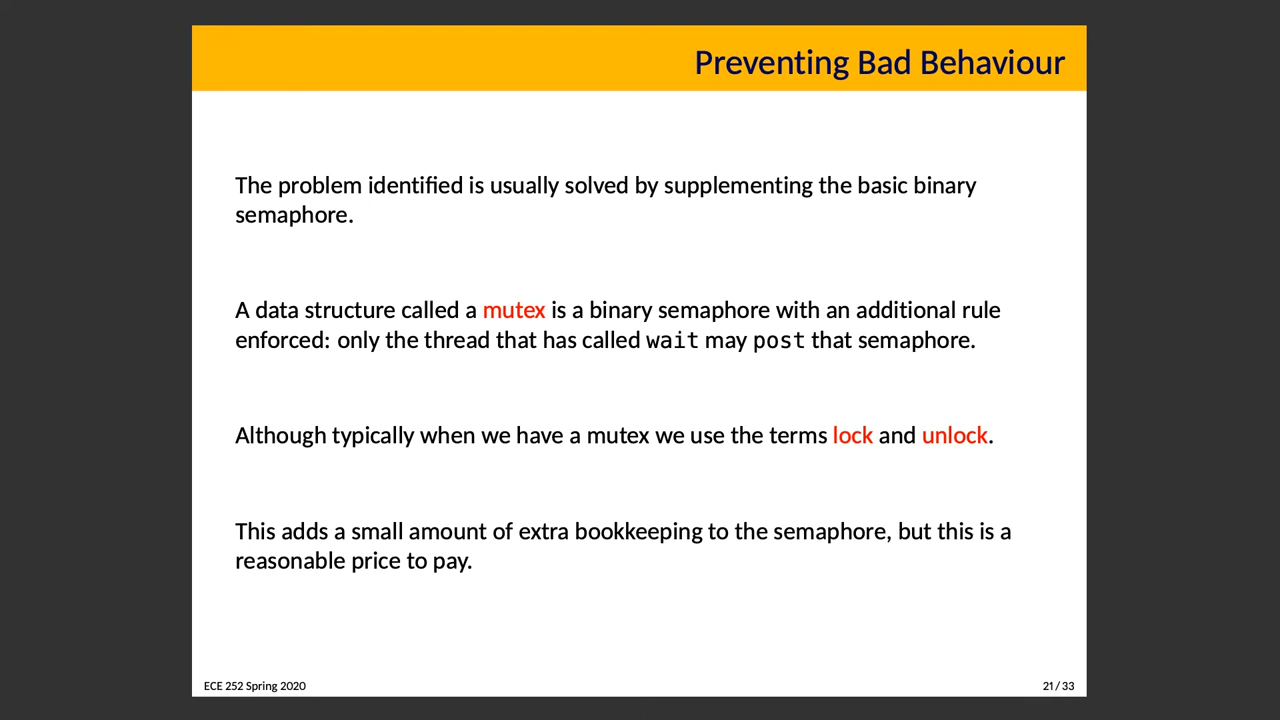 Preventing Bad Behaviour
The problem identified is usually solved by supplementing the basic binary
semaphore.
A data structure called a mutex is a binary semaphore with an additional rule
enforced: only the thread that has called wait may post that semaphore.
Although typically when we have a mutex we use the terms lock and unlock.
This adds a small amount of extra bookkeeping to the semaphore, but this is a
reasonable price to pay.
ECE 252 Spring 2020
21 / 33